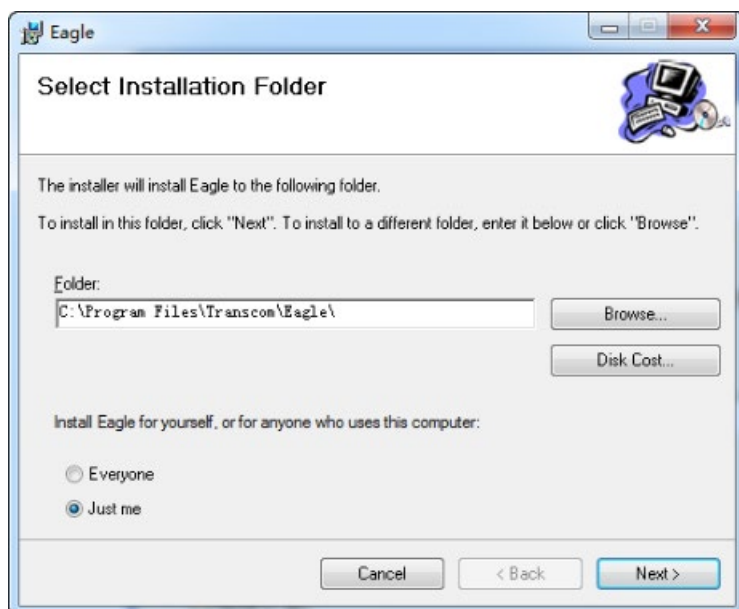 Eagle
Select Installation Folder
The installer will install Eagle to the following folder.
To install in this folder, click "Next". To install to a different folder, enter it below or click "Browse".
Folder:
C:\Program Files\Transcom\Eagle\
Browse...
Disk Cost...
Install Eagle for yourself, or for anyone who uses this computer:
Everyone
Just me
Cancel
< Back
Next >